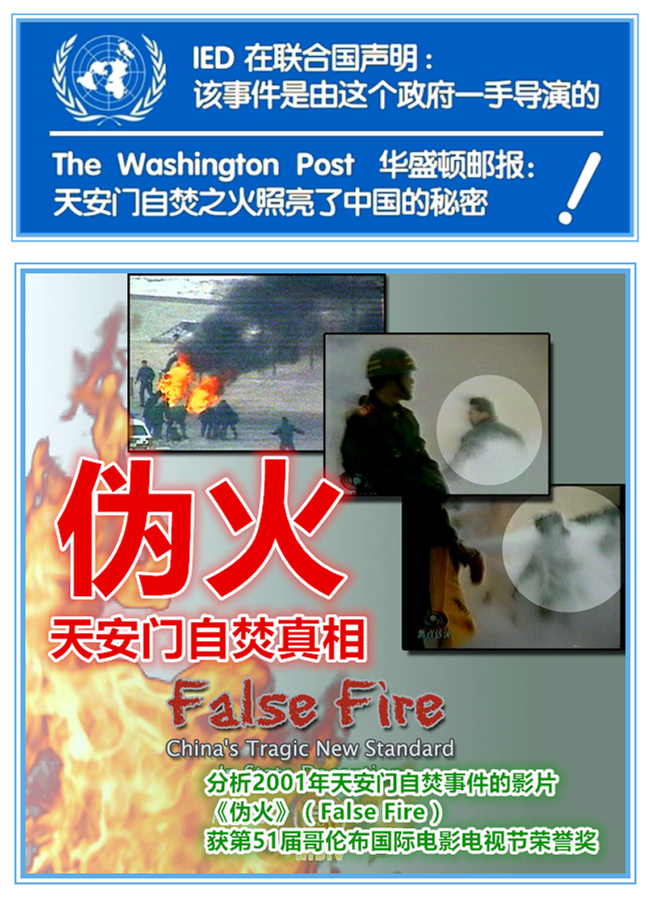 IED 在联合国声明：
该事件是由这个政府一手导演的
The Washington Post 华盛顿邮报：
天安门自焚之火照亮了中国的秘密
！
伪火
天安门自焚真相
False Fire
China's Tragic New Standard
分析2001年天安门自焚事件的影片
《伪火》（False Fire）
获第51届哥伦布国际电影电视节荣誉奖